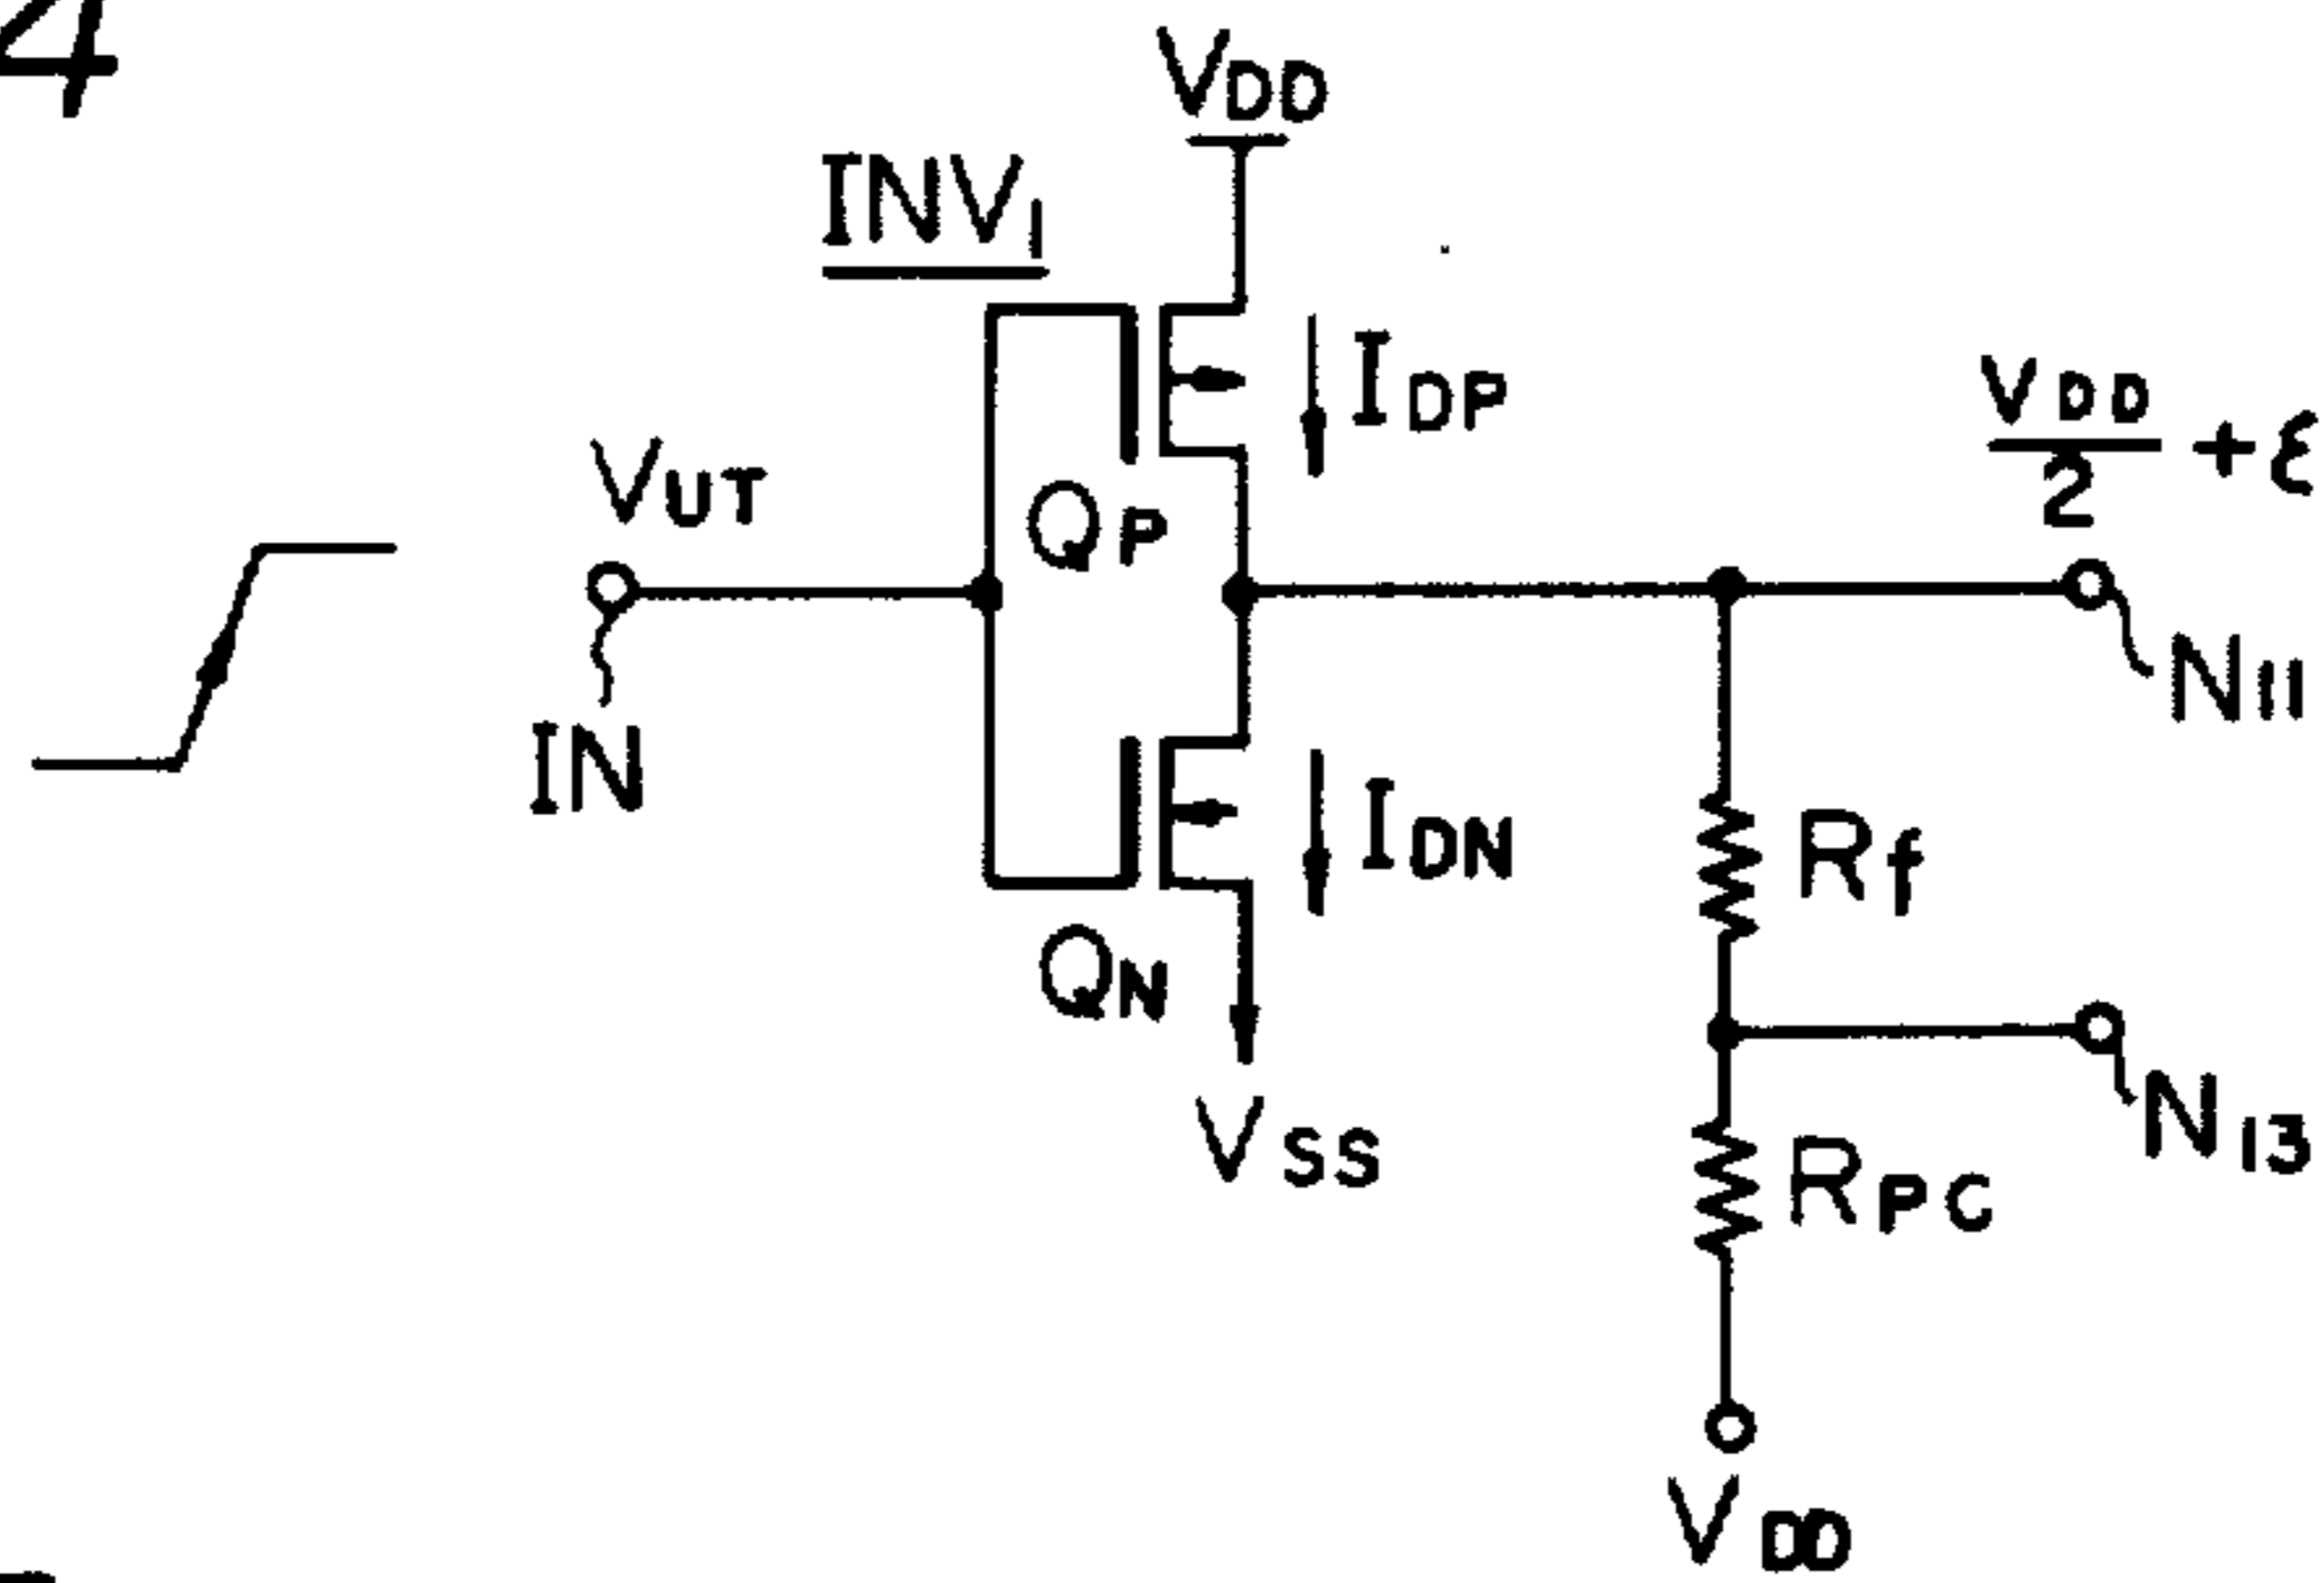 4
VDD
INV1
IDP
VDD
2
+ε
VUT
QP
N11
IN
IDN
Rf
QN
N13
VSS
RPC
VDD